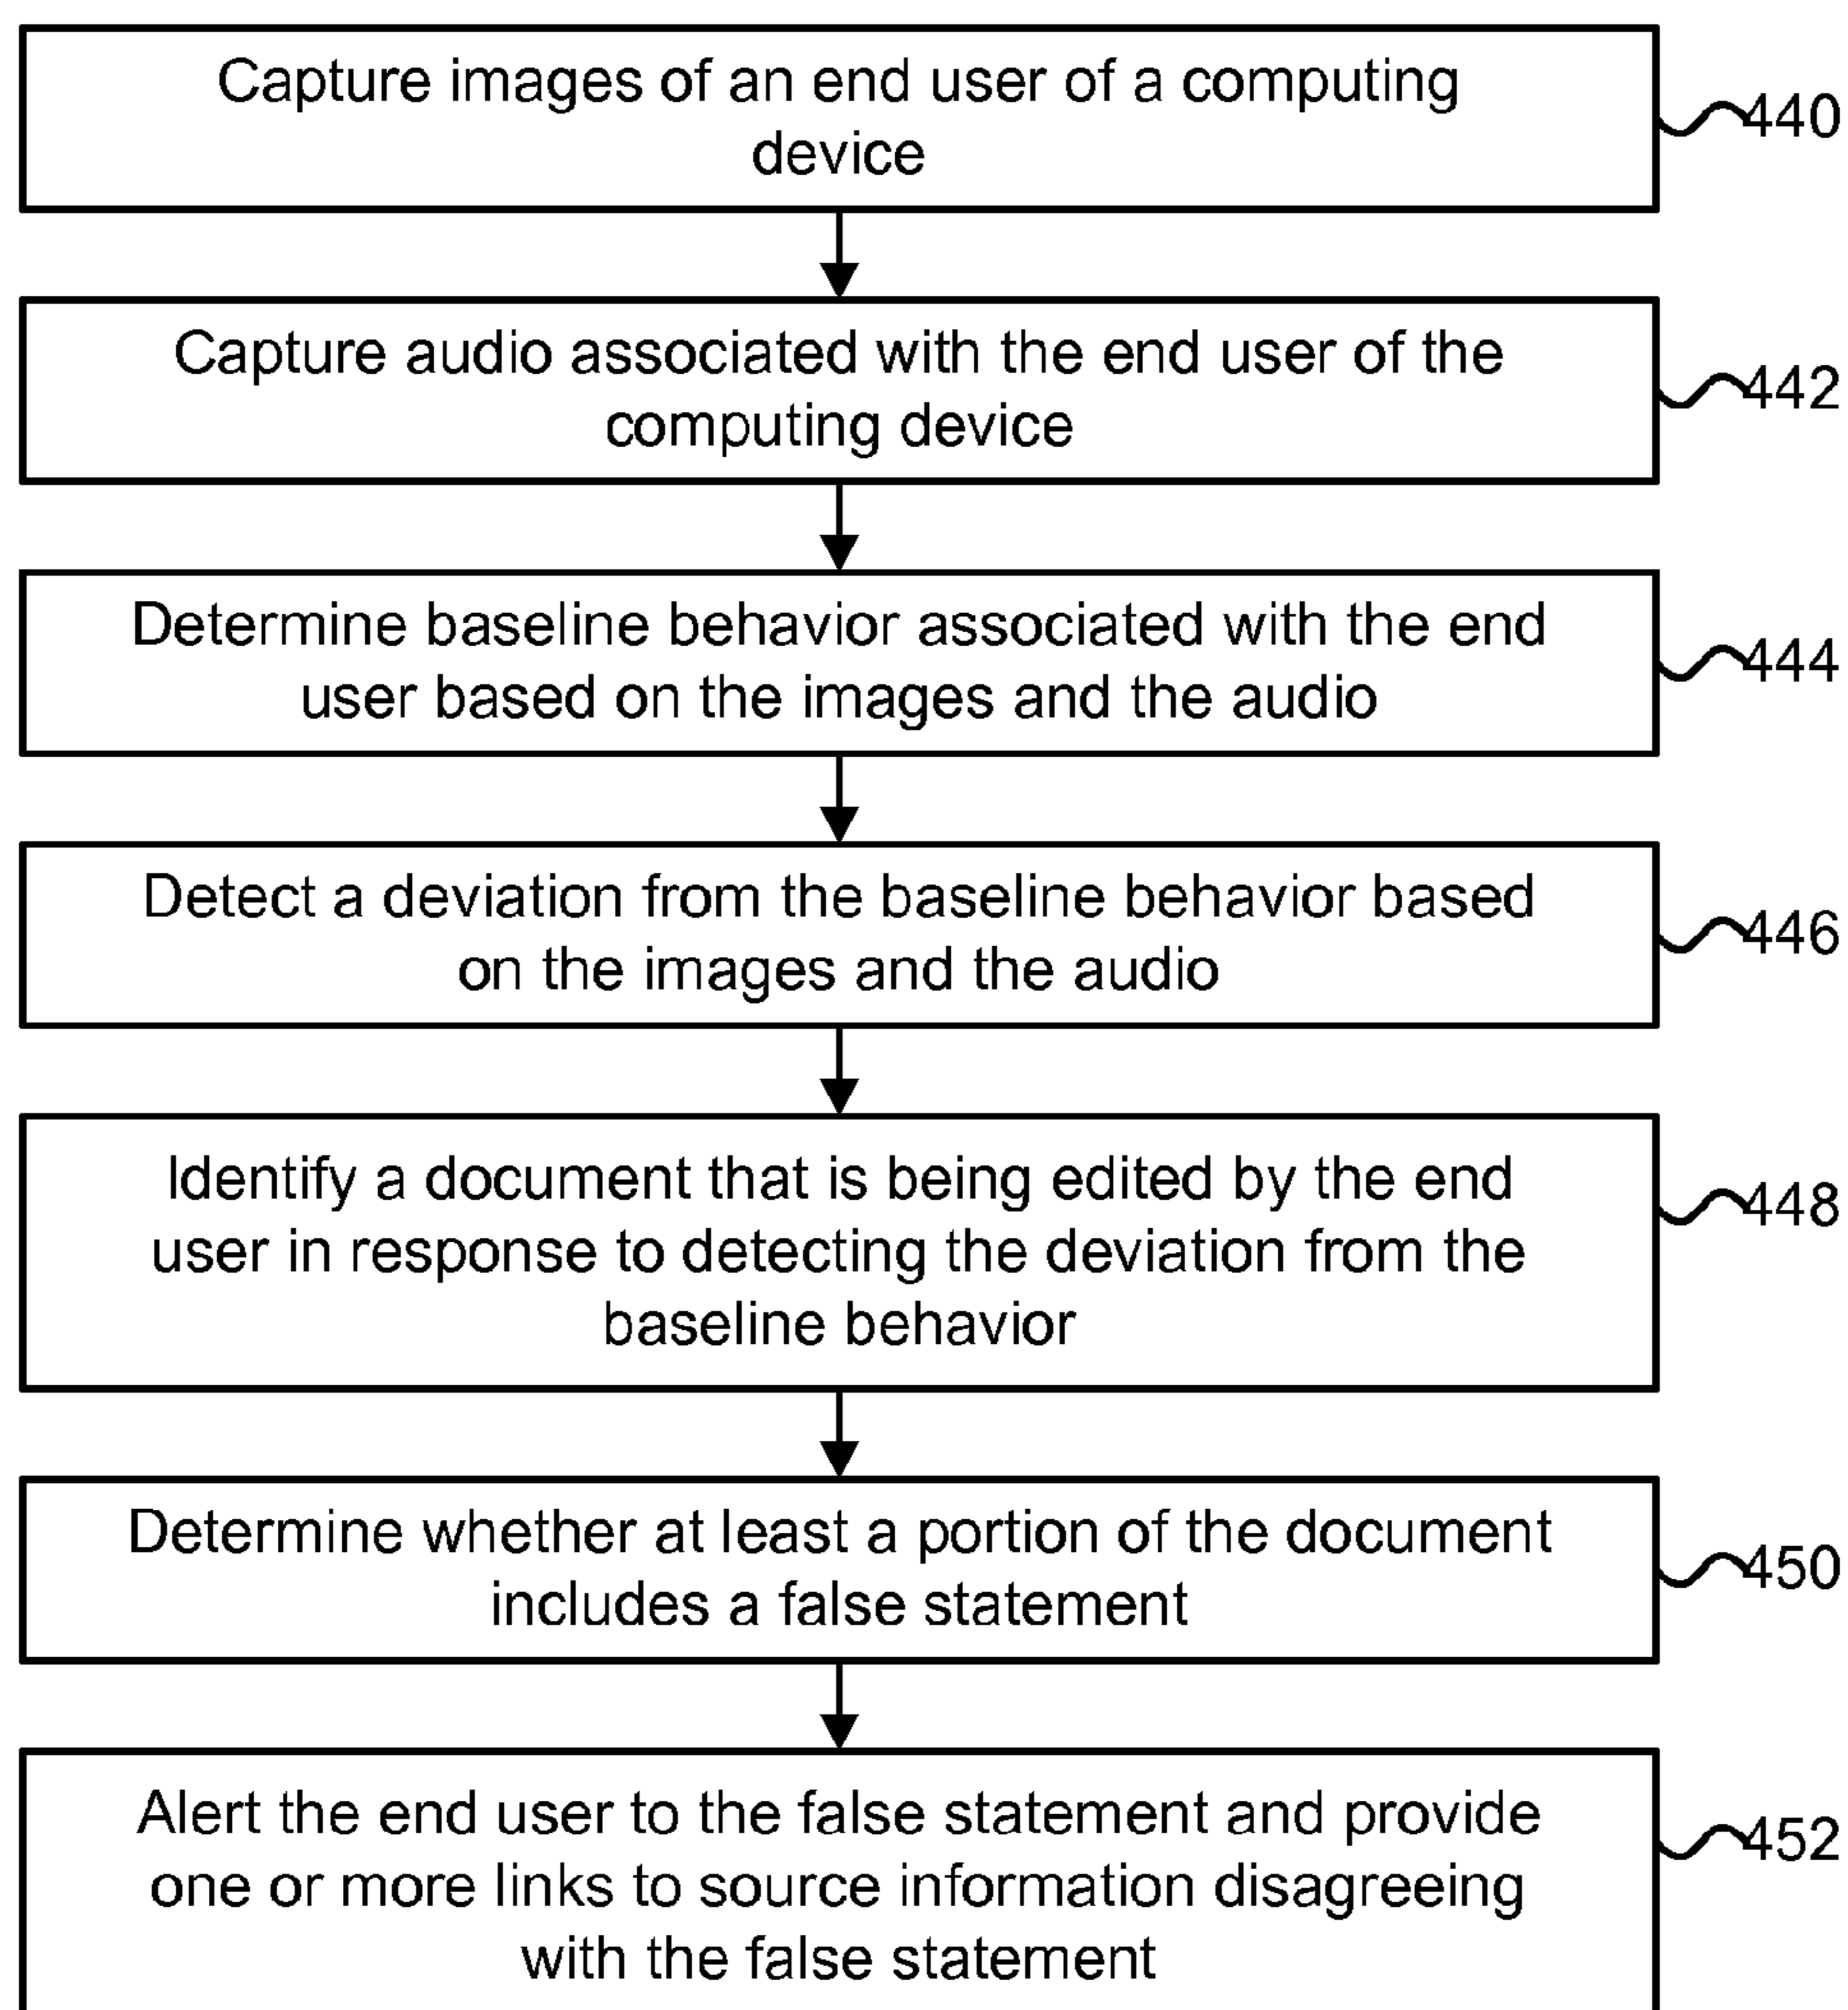 Capture images of an end user of a computing
device
440
Capture audio associated with the end user of the
computing device
442
Determine baseline behavior associated with the end
user based on the images and the audio
444
Detect a deviation from the baseline behavior based
on the images and the audio
446
Identify a document that is being edited by the end
user in response to detecting the deviation from the
baseline behavior
448
Determine whether at least a portion of the document
includes a false statement
450
Alert the end user to the false statement and provide
one or more links to source information disagreeing
with the false statement
452